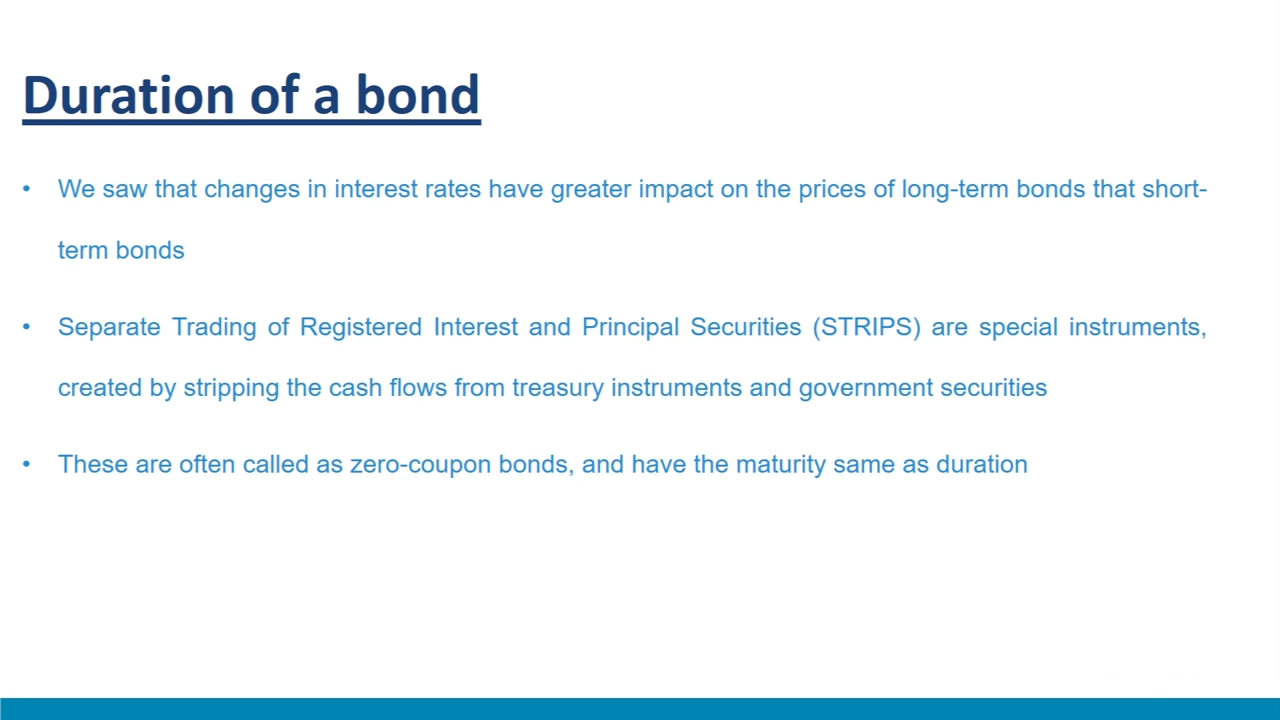 Duration of a bond
• We saw that changes in interest rates have greater impact on the prices of long-term bonds that short-
term bonds
• Separate Trading of Registered Interest and Principal Securities (STRIPS) are special instruments,
created by stripping the cash flows from treasury instruments and government securities
• These are often called as zero-coupon bonds, and have the maturity same as duration